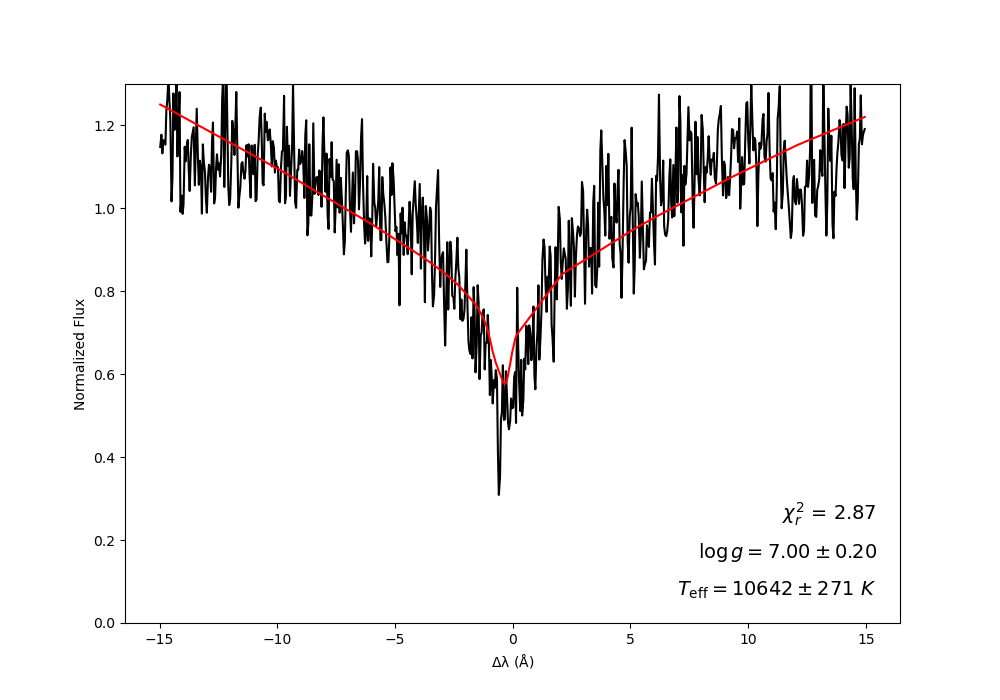 1.2
1.0
0.8
0.6
0.4
0.2
0.0
Normalized Flux
χ²ᵣ = 2.87
log g = 7.00 ± 0.20
T_eff = 10642 ± 271 K
−15 −10 −5 0 5 10 15
Δλ (Å)